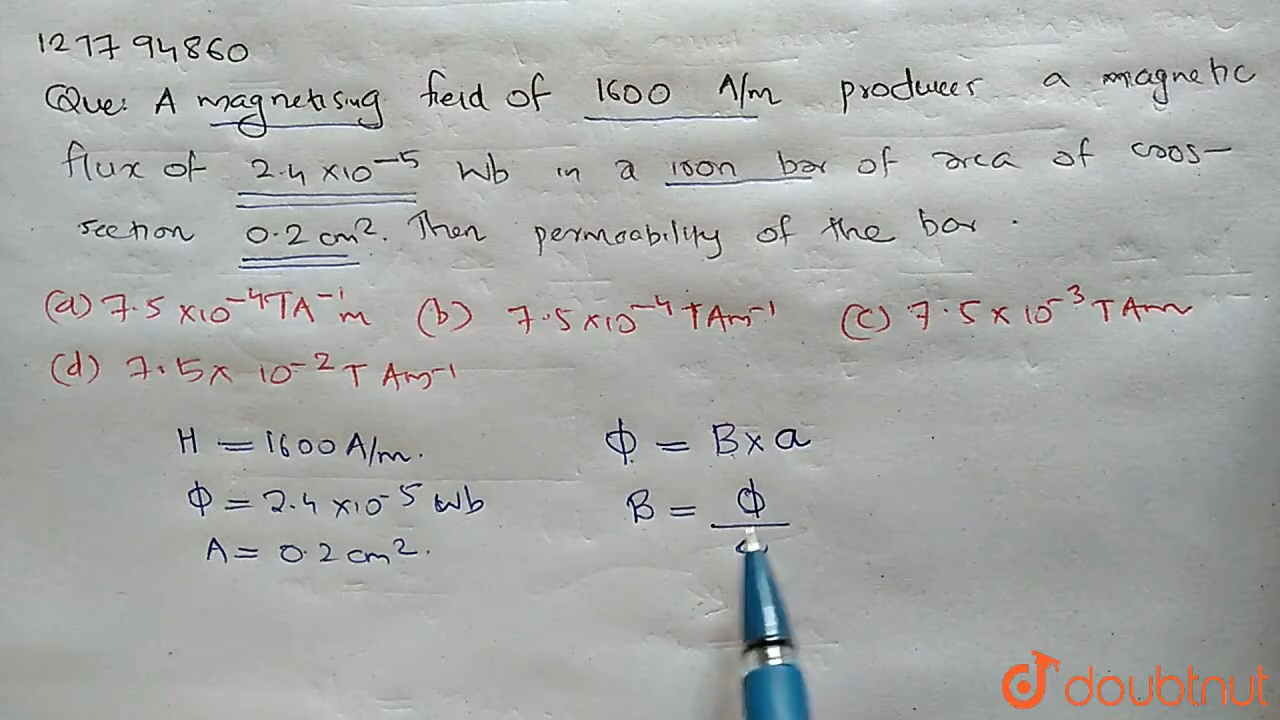 127794860
Que: A magnetising field of 1600 A/m produces a magnetic
flux of 2.4 × 10⁻⁵ Wb in a iron bar of area of cross-
section 0.2 cm². Then permeability of the bar.
(a) 7.5 × 10⁻⁴ TA⁻¹m (b) 7.5 × 10⁻⁴ TAm⁻¹ (c) 7.5 × 10⁻³ TAm
(d) 7.5 × 10⁻² TAm⁻¹
H = 1600 A/m.
ϕ = 2.4 × 10⁻⁵ Wb
A = 0.2 cm².
ϕ = B × a
B = ϕ /
doubtnut